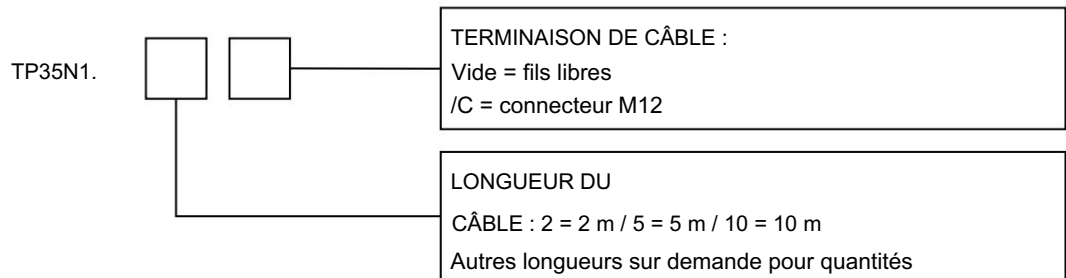 TP35N1.
TERMINAISON DE CÂBLE :
Vide = fils libres
/C = connecteur M12
LONGUEUR DU
CÂBLE : 2 = 2 m / 5 = 5 m / 10 = 10 m
Autres longueurs sur demande pour quantités